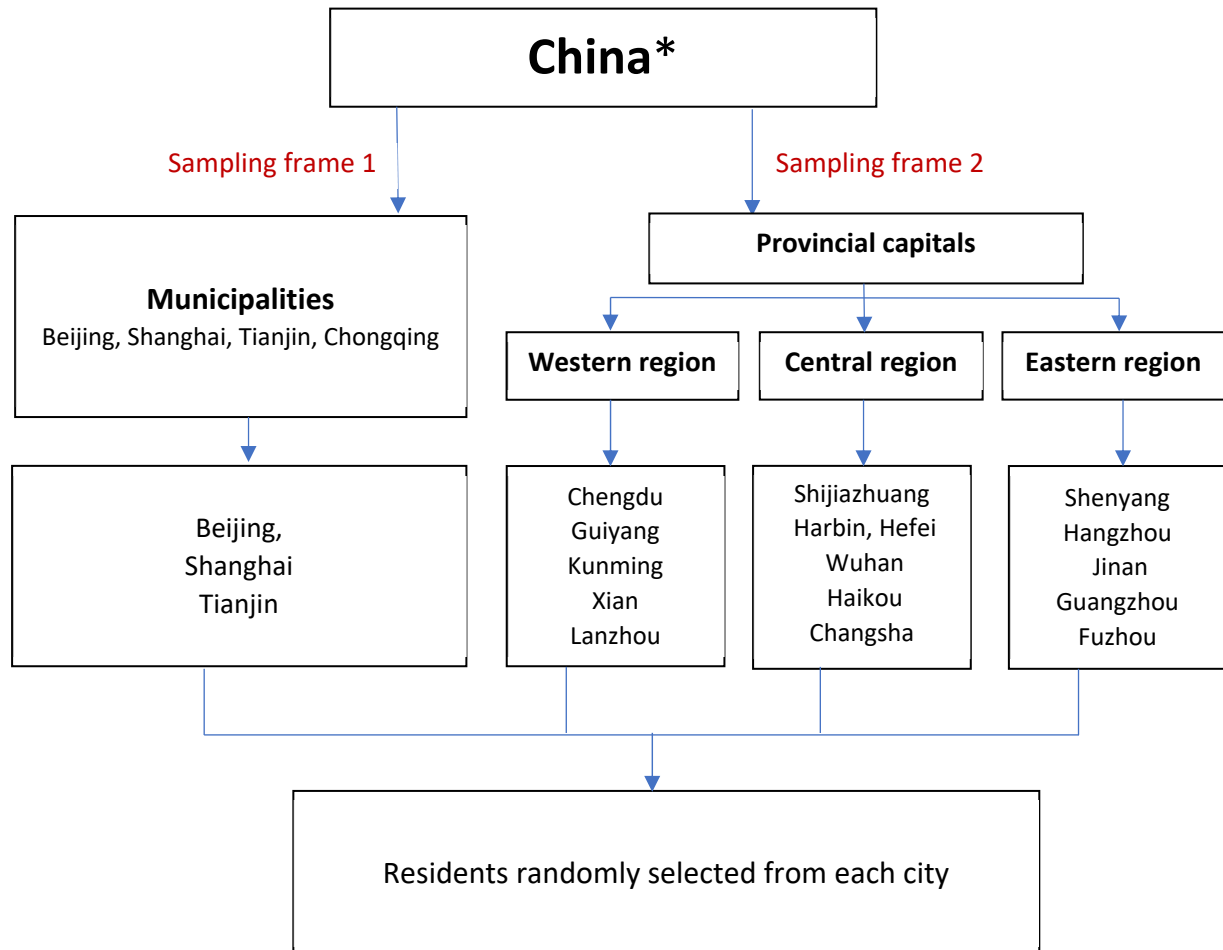 China*
Sampling frame 1
Sampling frame 2
Provincial capitals
Municipalities
Beijing, Shanghai, Tianjin, Chongqing
Western region
Central region
Eastern region
Beijing,
Shanghai
Tianjin
Chengdu
Guiyang
Kunming
Xian
Lanzhou
Shijiazhuang
Harbin, Hefei
Wuhan
Haikou
Changsha
Shenyang
Hangzhou
Jinan
Guangzhou
Fuzhou
Residents randomly selected from each city